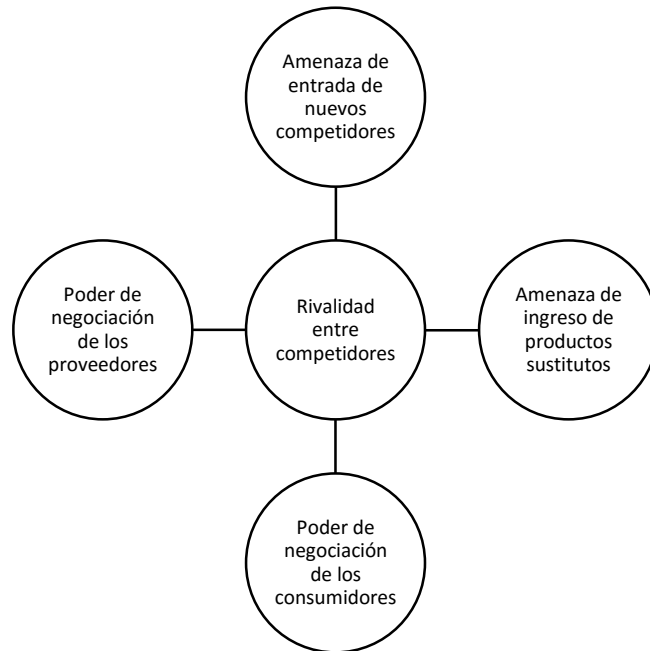 Amenaza de
entrada de
nuevos
competidores
Poder de
negociación
de los
proveedores
Rivalidad
entre
competidores
Amenaza de
ingreso de
productos
sustitutos
Poder de
negociación
de los
consumidores